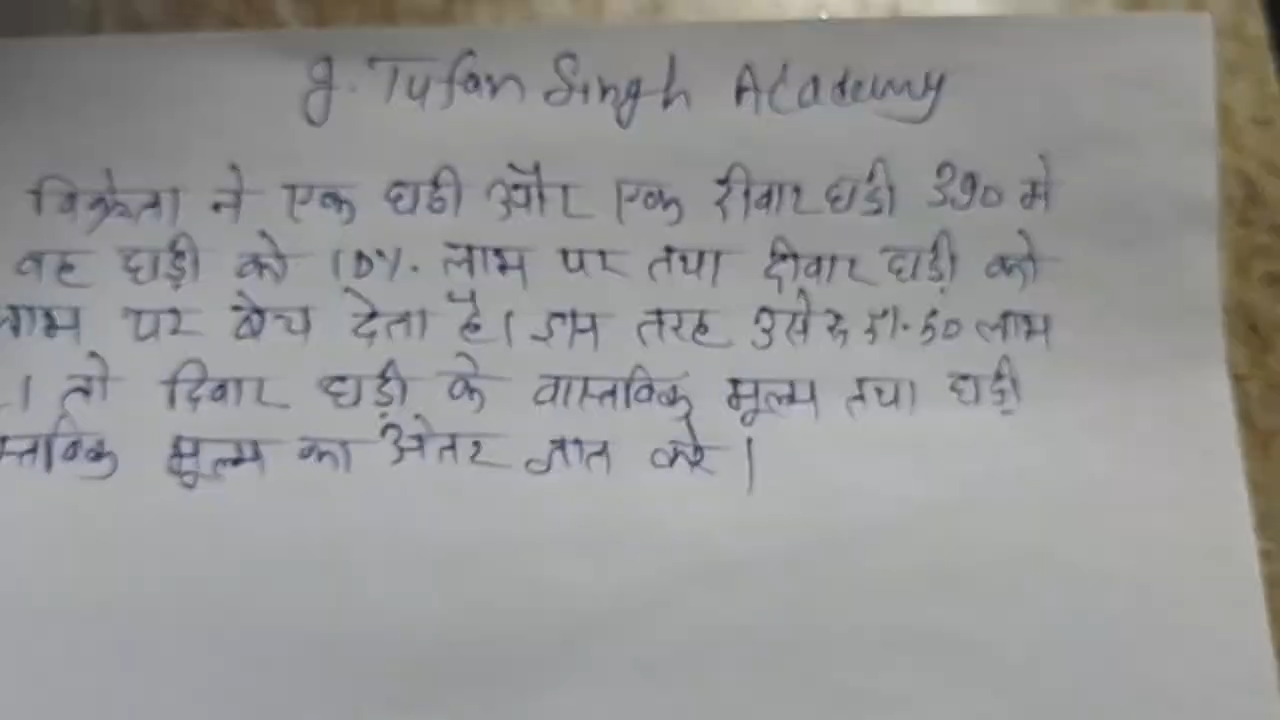 g. Tufan Singh Academy
विक्रेता ने एक घडी और एक दीवार घडी 390 मे
वह घड़ी को 10%. लाभ पर तथा दीवार घड़ी को
लाभ पर बेच देता है। इस तरह उसे रु 51.50 लाभ
। तो दिवार घड़ी के वास्तविक मूल्य तथा घड़ी
स्तविक मूल्य का अंतर ज्ञात करे।